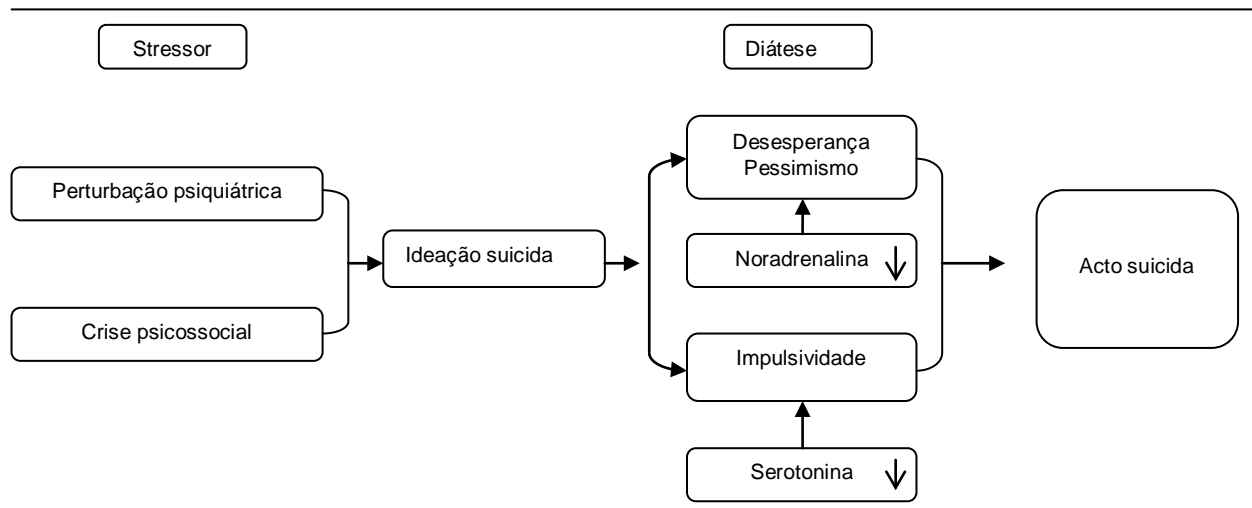 Stressor
Diátese
Desesperança
Pessimismo
Perturbação psiquiátrica
Ideação suicida
Noradrenalina
Acto suicida
Crise psicossocial
Impulsividade
Serotonina